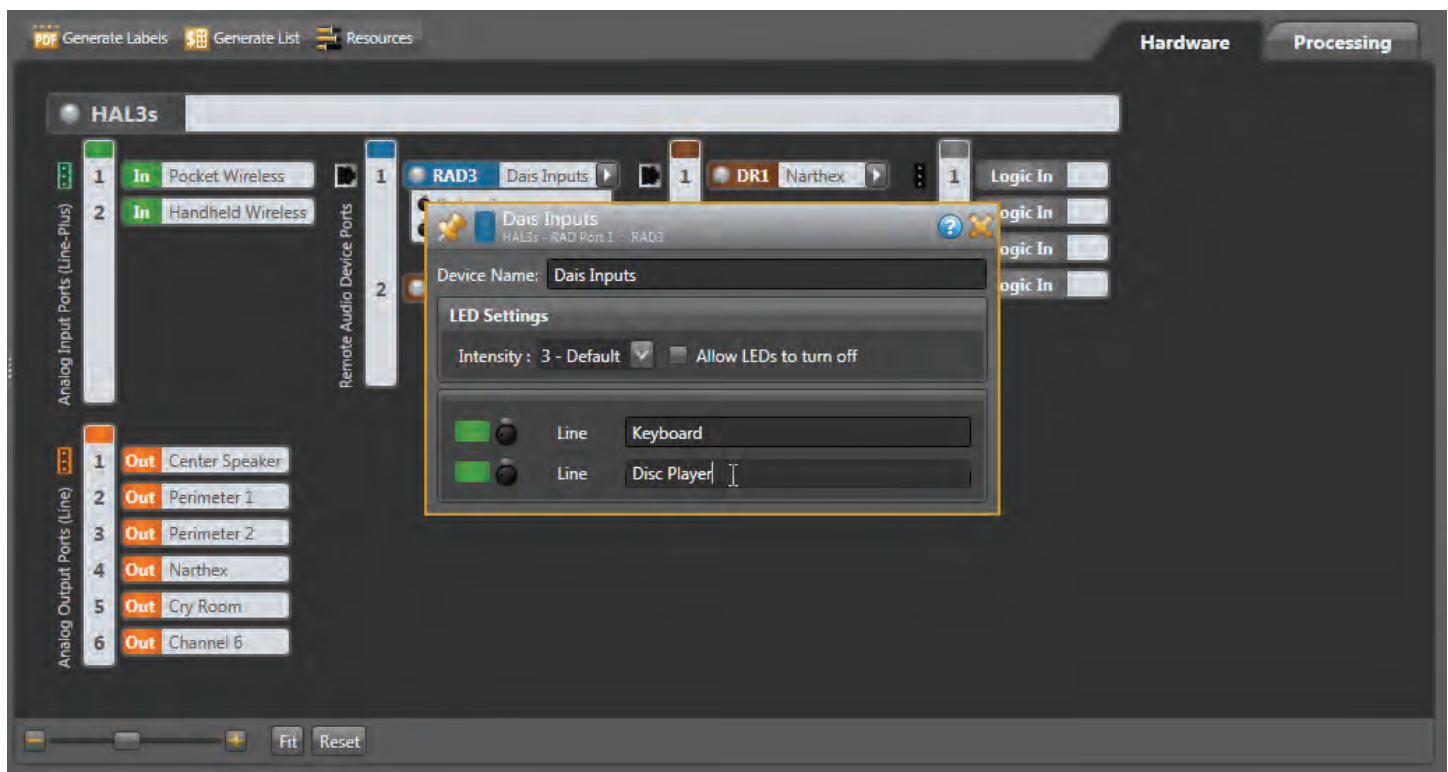 PDF Generate Labels Generate List Resources
Hardware Processing
HAL3s
Analog Input Ports (Line-Plus)
1 In Pocket Wireless
2 In Handheld Wireless
Remote Audio Device Ports
1 RAD3 Dais Inputs
2
1 DR1 Narthex
1 Logic In
Logic In
Logic In
Logic In
Dais Inputs
HAL3s - RAD Port 1 - RAD3
Device Name: Dais Inputs
LED Settings
Intensity : 3 - Default Allow LEDs to turn off
Line Keyboard
Line Disc Player
Analog Output Ports (Line)
1 Out Center Speaker
2 Out Perimeter 1
3 Out Perimeter 2
4 Out Narthex
5 Out Cry Room
6 Out Channel 6
Fit Reset